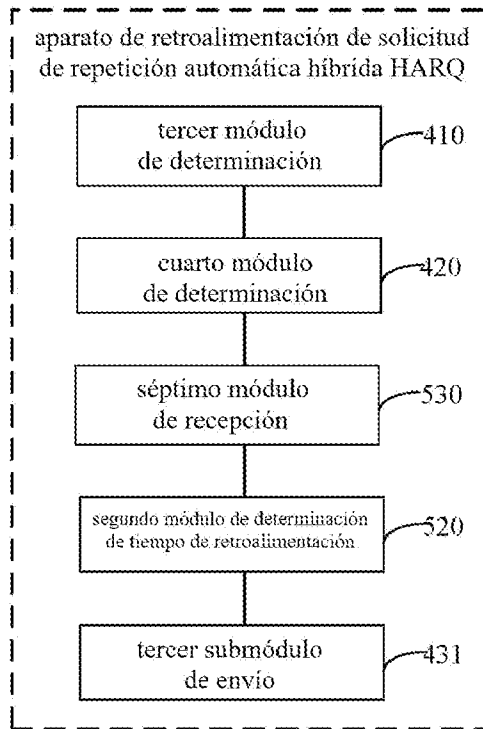 aparato de retroalimentación de solicitud
de repetición automática híbrida HARQ
tercer módulo
de determinación
410
cuarto módulo
de determinación
420
séptimo módulo
de recepción
530
segundo módulo de determinación
de tiempo de retroalimentación
520
tercer submódulo
de envío
431